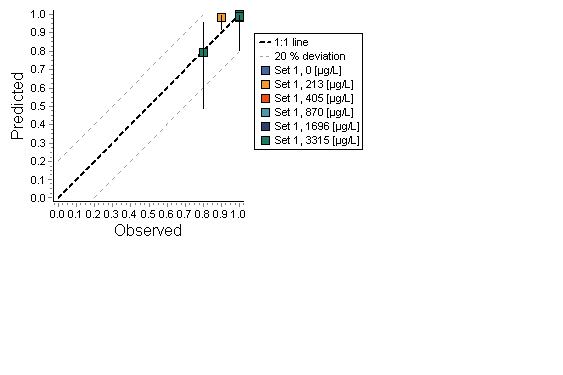 1.0
0.9
0.8
0.7
0.6
0.5
0.4
0.3
0.2
0.1
0.0
Predicted
0.0 0.1 0.2 0.3 0.4 0.5 0.6 0.7 0.8 0.9 1.0
Observed
1:1 line
20 % deviation
Set 1, 0 [µg/L]
Set 1, 213 [µg/L]
Set 1, 405 [µg/L]
Set 1, 870 [µg/L]
Set 1, 1696 [µg/L]
Set 1, 3315 [µg/L]